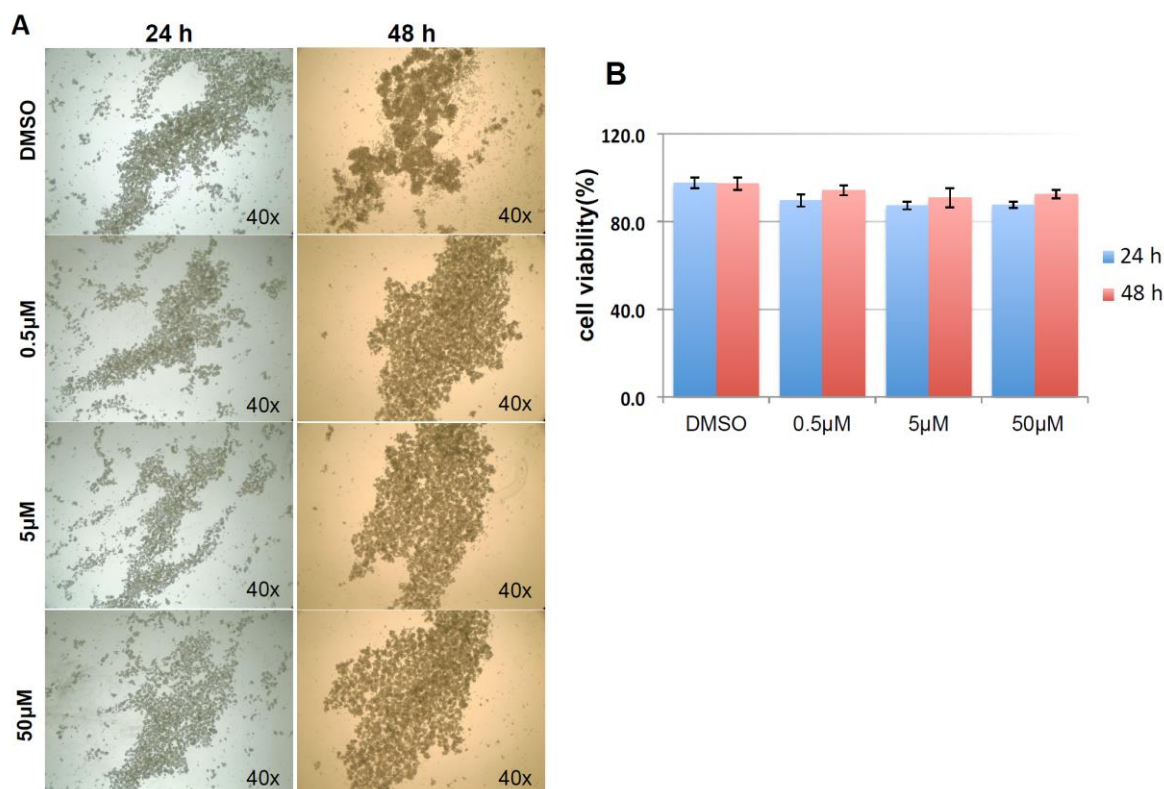 A
24 h
48 h
DMSO
40x
40x
0.5µM
40x
40x
5µM
40x
40x
50µM
40x
40x
B
120.0
80.0
40.0
0.0
cell viability(%)
DMSO
0.5µM
5µM
50µM
24 h
48 h